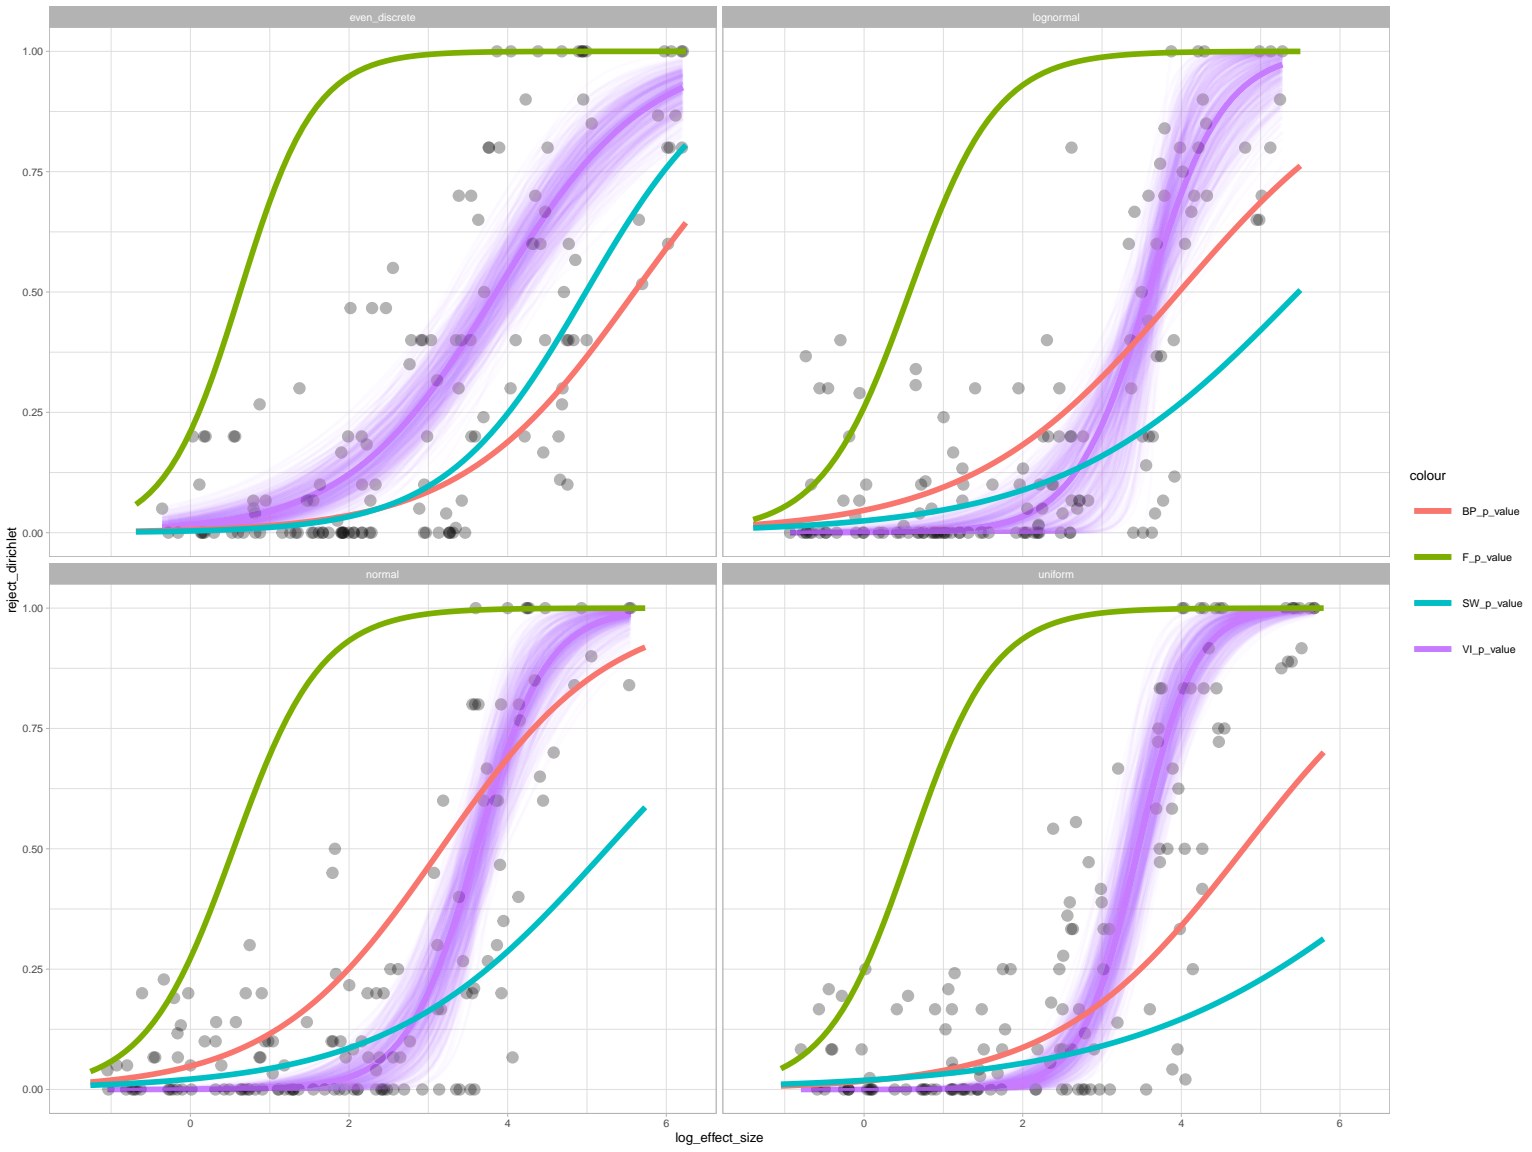 even_discrete
lognormal
1.00
0.75
0.50
0.25
0.00
reject_dirichlet
normal
uniform
1.00
0.75
0.50
0.25
0.00
0 2 4 6
0 2 4 6
log_effect_size
colour
BP_p_value
F_p_value
SW_p_value
VI_p_value